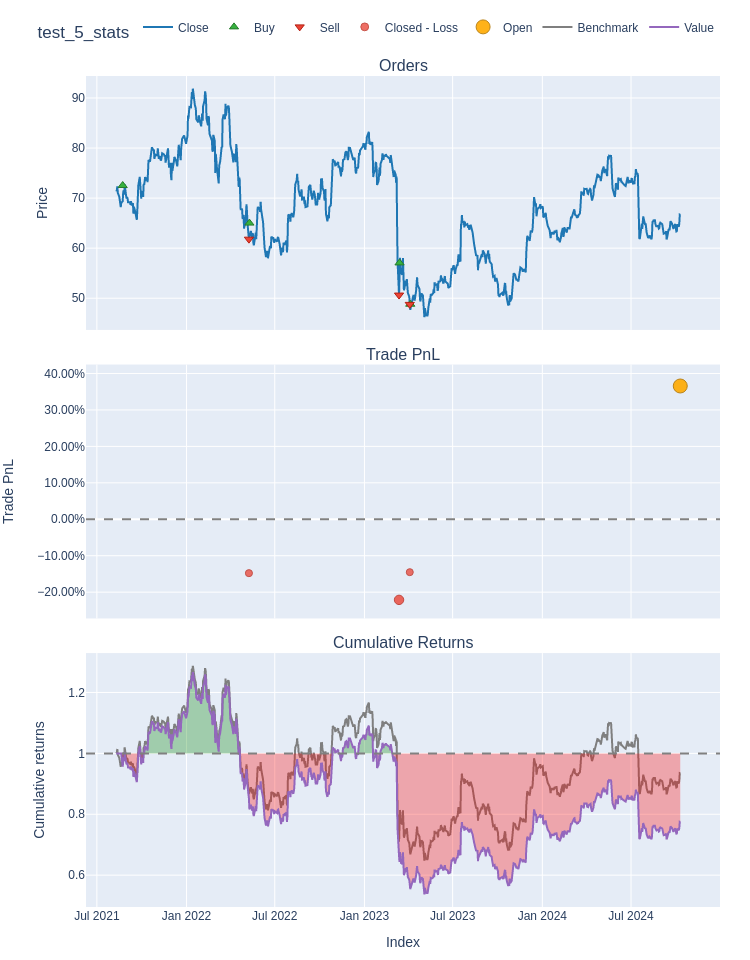 test_5_stats
Close Buy Sell Closed - Loss Open Benchmark Value
Orders
Price
90
80
70
60
50
Trade PnL
Trade PnL
40.00%
30.00%
20.00%
10.00%
0.00%
−10.00%
−20.00%
Cumulative Returns
Cumulative returns
1.2
1
0.8
0.6
Jul 2021 Jan 2022 Jul 2022 Jan 2023 Jul 2023 Jan 2024 Jul 2024
Index